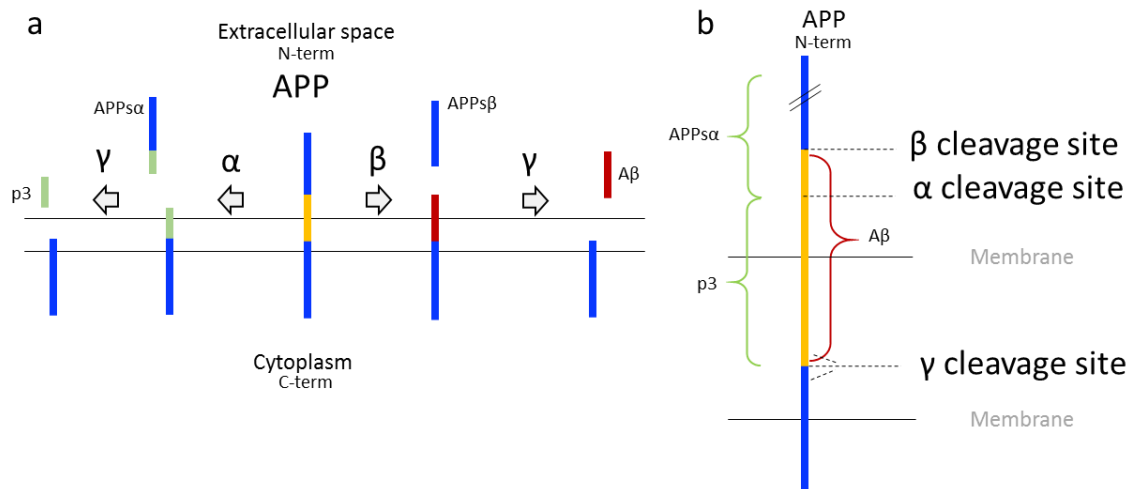 a
Extracellular space
N-term
APP
APPsα
APPsβ
γ
α
β
γ
p3
Aβ
Cytoplasm
C-term
b
APP
N-term
APPsα
β cleavage site
α cleavage site
Aβ
Membrane
p3
γ cleavage site
Membrane